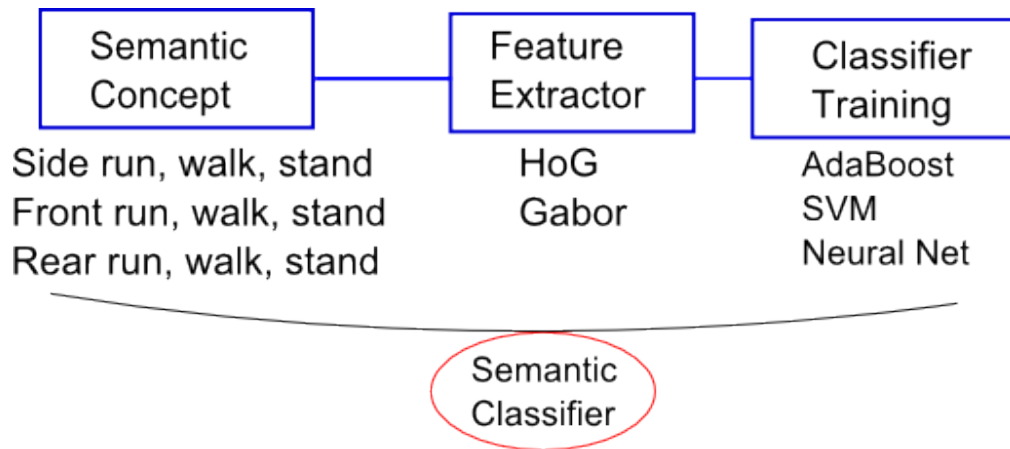 Semantic
Concept
Feature
Extractor
Classifier
Training
Side run, walk, stand
Front run, walk, stand
Rear run, walk, stand
HoG
Gabor
AdaBoost
SVM
Neural Net
Semantic
Classifier